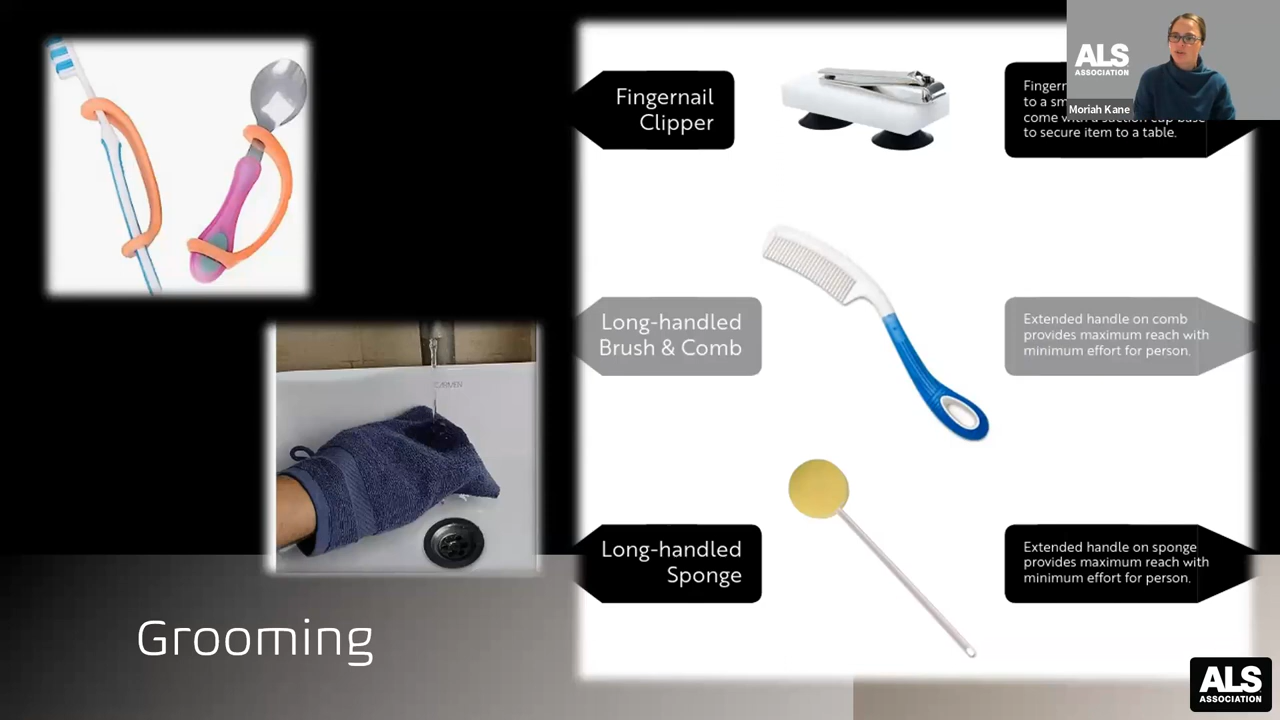 Fingernail
Clipper
to a
come with a suction cup base
to secure item to a table.
ALS
ASSOCIATION
Moriah Kane
CARMEN
Long-handled
Brush & Comb
Extended handle on comb
provides maximum reach with
minimum effort for person.
Long-handled
Sponge
Extended handle on sponge
provides maximum reach with
minimum effort for person.
Grooming
ALS
ASSOCIATION